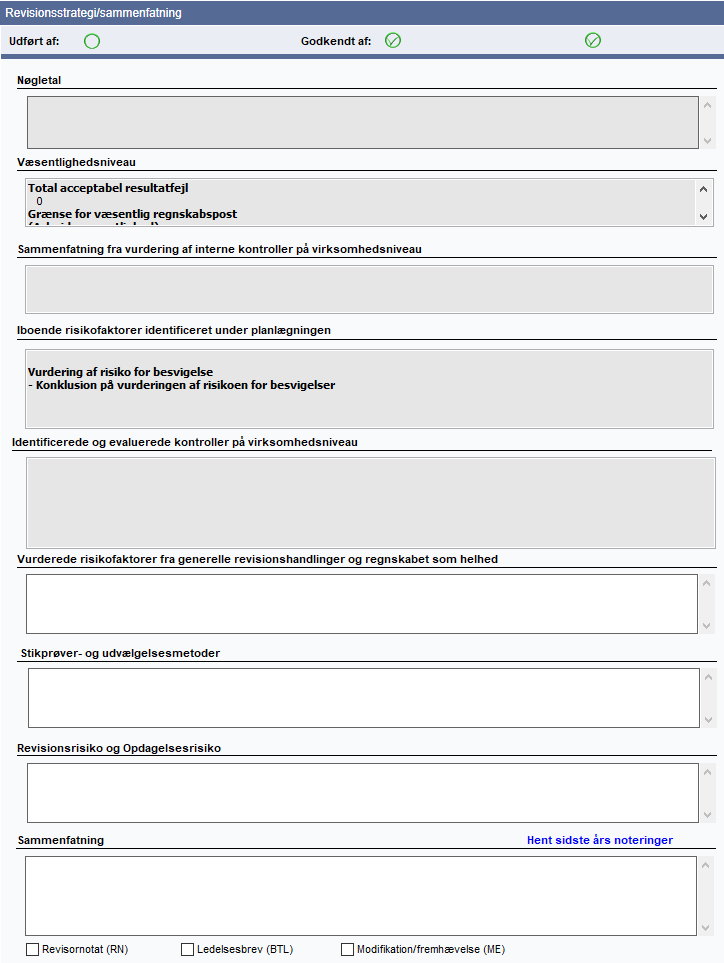 Revisionsstrategi/sammenfatning
Udført af: Godkendt af:
Nøgletal
Væsentlighedsniveau
Total acceptabel resultatfejl
0
Grænse for væsentlig regnskabspost
Sammenfatning fra vurdering af interne kontroller på virksomhedsniveau
Iboende risikofaktorer identificeret under planlægningen
Vurdering af risiko for besvigelse
- Konklusion på vurderingen af risikoen for besvigelser
Identificerede og evaluerede kontroller på virksomhedsniveau
Vurderede risikofaktorer fra generelle revisionshandlinger og regnskabet som helhed
Stikprøver- og udvælgelsesmetoder
Revisionsrisiko og Opdagelsesrisiko
Sammenfatning Hent sidste års noteringer
Revisornotat (RN) Ledelsesbrev (BTL) Modifikation/fremhævelse (ME)